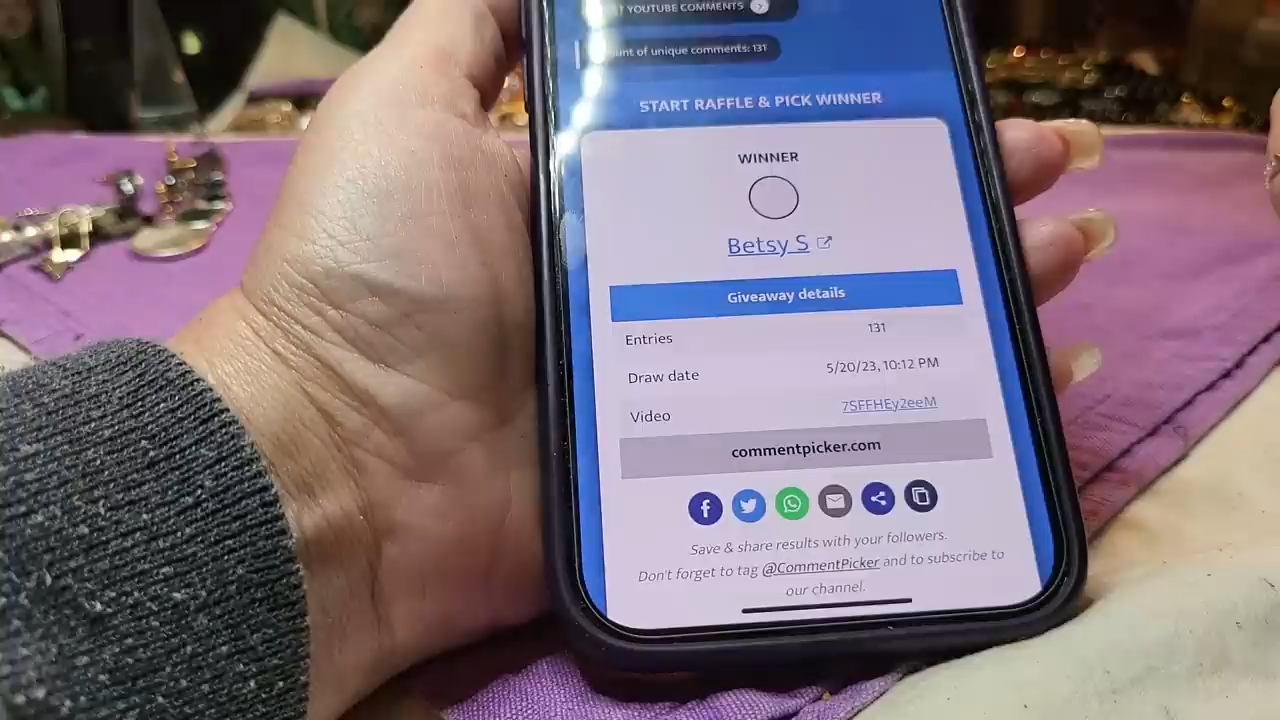 YOUTUBE COMMENTS
of unique comments: 131
START RAFFLE & PICK WINNER
WINNER
Betsy S
Giveaway details
Entries 131
Draw date 5/20/23, 10:12 PM
Video 7SFFHEy2eeM
commentpicker.com
Save & share results with your followers.
Don't forget to tag @CommentPicker and to subscribe to
our channel.